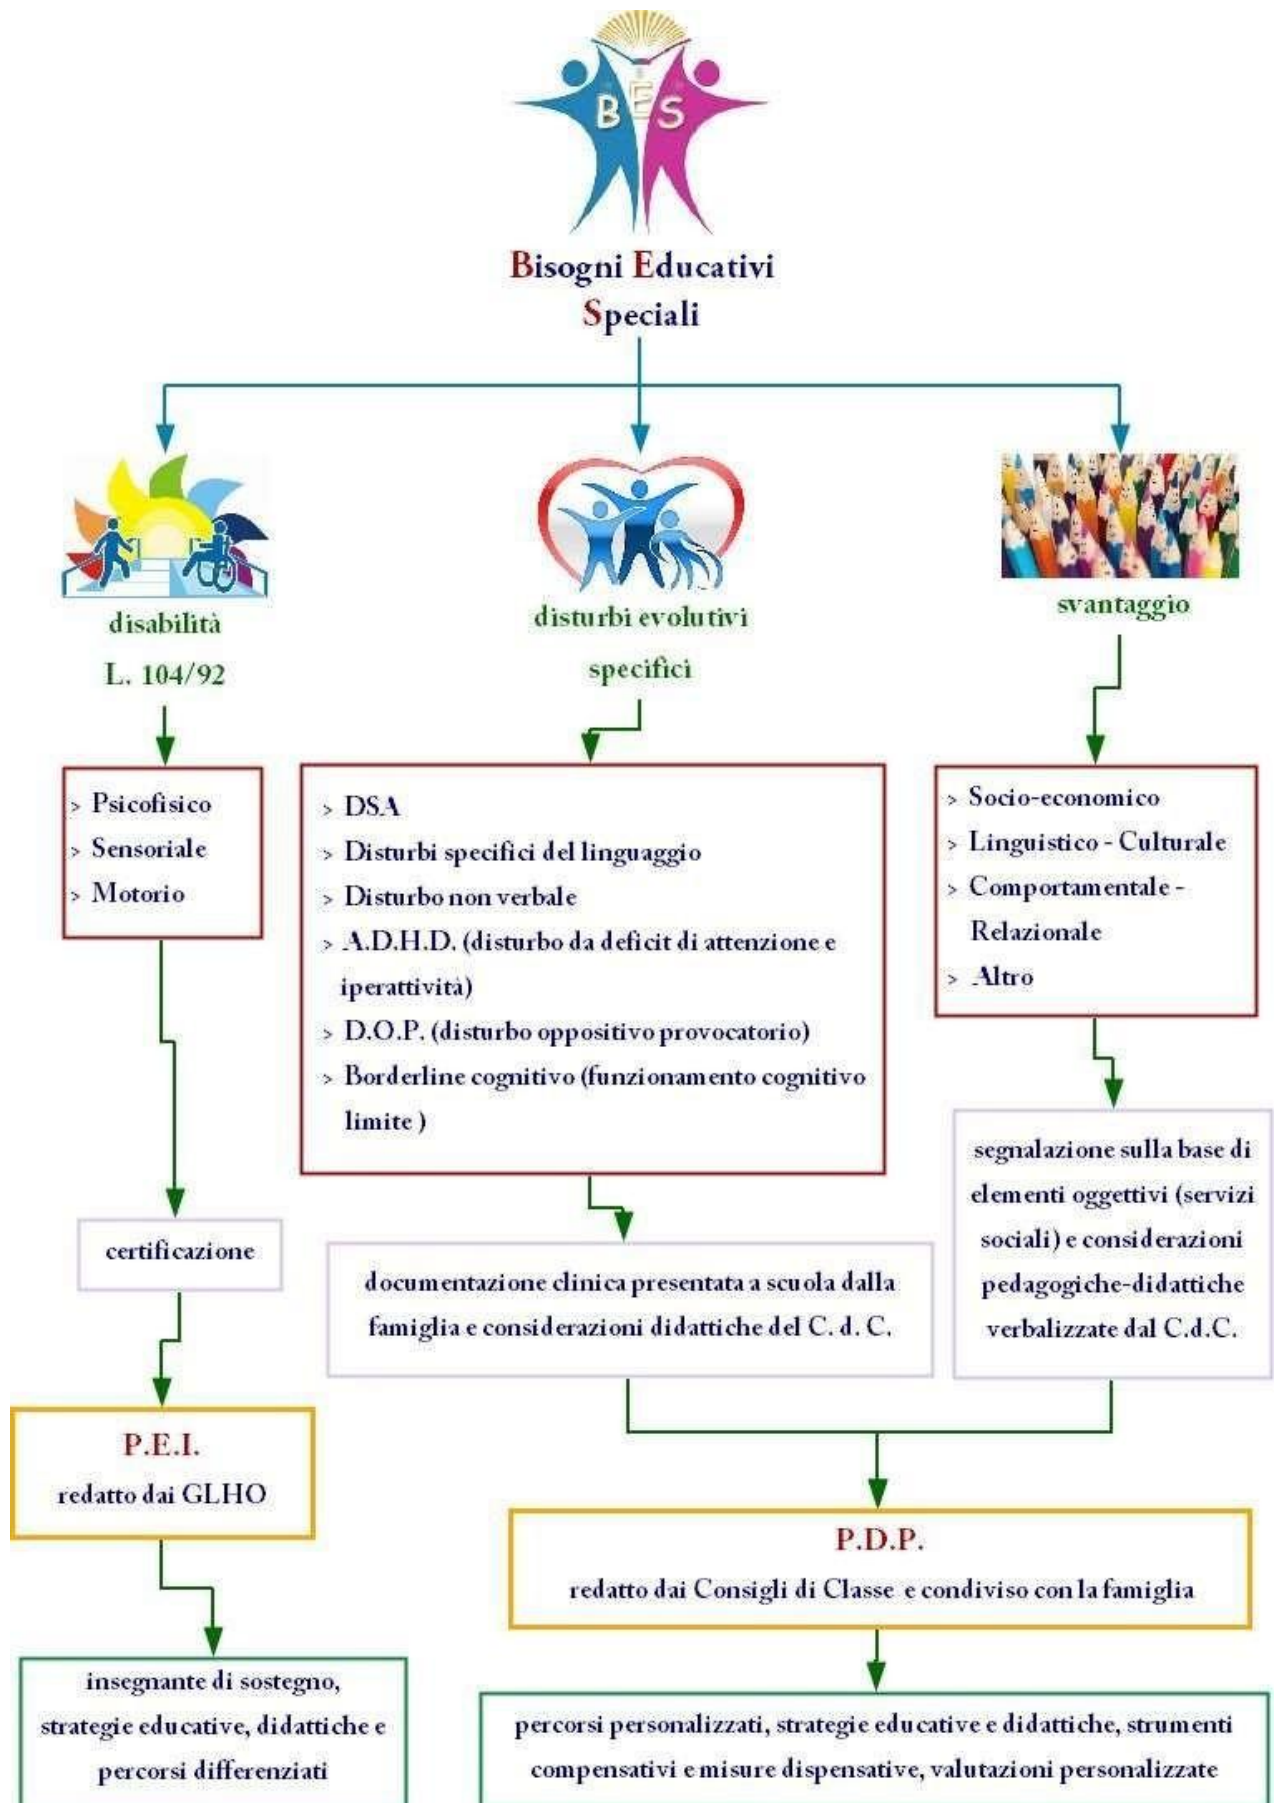 BES
Bisogni Educativi
Speciali
disabilità
L. 104/92
disturbi evolutivi
specifici
svantaggio
> Psicofisico
> Sensoriale
> Motorio
> DSA
> Disturbi specifici del linguaggio
> Disturbo non verbale
> A.D.H.D. (disturbo da deficit di attenzione e
iperattività)
> D.O.P. (disturbo oppositivo provocatorio)
> Borderline cognitivo (funzionamento cognitivo
limite )
> Socio-economico
> Linguistico - Culturale
> Comportamentale -
Relazionale
> Altro
certificazione
documentazione clinica presentata a scuola dalla
famiglia e considerazioni didattiche del C. d. C.
segnalazione sulla base di
elementi oggettivi (servizi
sociali) e considerazioni
pedagogiche-didattiche
verbalizzate dal C.d.C.
P.E.I.
redatto dai GLHO
P.D.P.
redatto dai Consigli di Classe e condiviso con la famiglia
insegnante di sostegno,
strategie educative, didattiche e
percorsi differenziati
percorsi personalizzati, strategie educative e didattiche, strumenti
compensativi e misure dispensative, valutazioni personalizzate